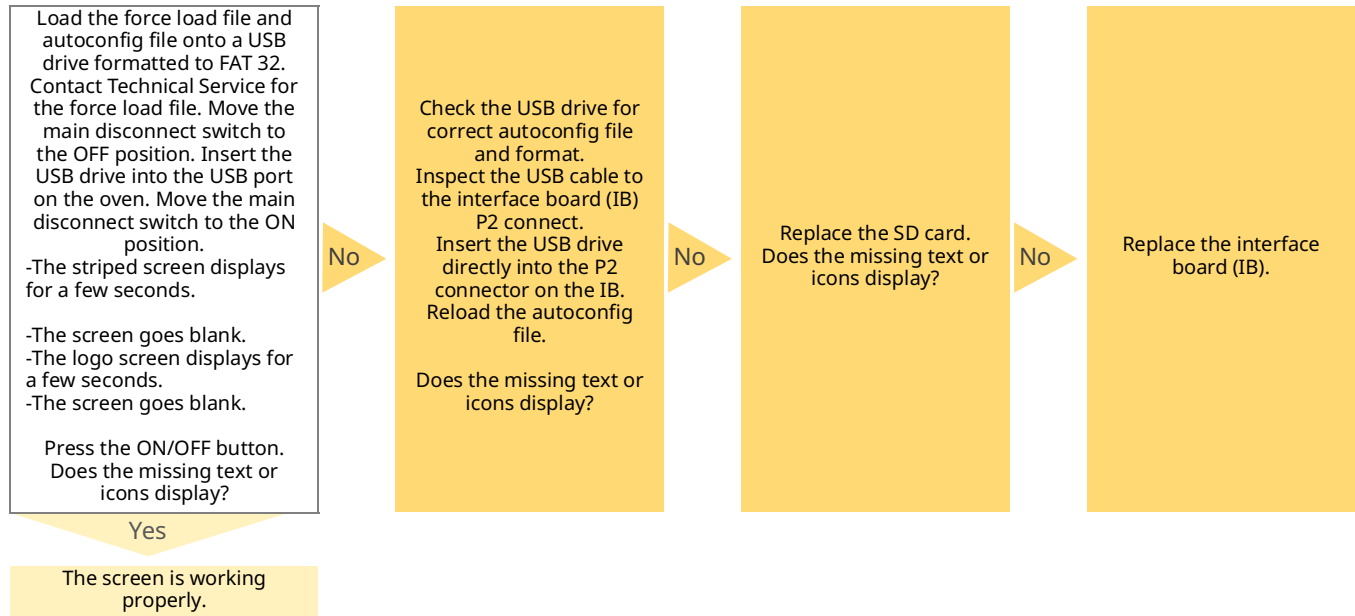 Load the force load file and
autoconfig file onto a USB
drive formatted to FAT 32.
Contact Technical Service for
the force load file. Move the
main disconnect switch to
the OFF position. Insert the
USB drive into the USB port
on the oven. Move the main
disconnect switch to the ON
position.
-The striped screen displays
for a few seconds.
-The screen goes blank.
-The logo screen displays for
a few seconds.
-The screen goes blank.
Press the ON/OFF button.
Does the missing text or
icons display?
Yes
The screen is working
properly.
No
Check the USB drive for
correct autoconfig file
and format.
Inspect the USB cable to
the interface board (IB)
P2 connect.
Insert the USB drive
directly into the P2
connector on the IB.
Reload the autoconfig
file.
Does the missing text or
icons display?
No
Replace the SD card.
Does the missing text or
icons display?
No
Replace the interface
board (IB).